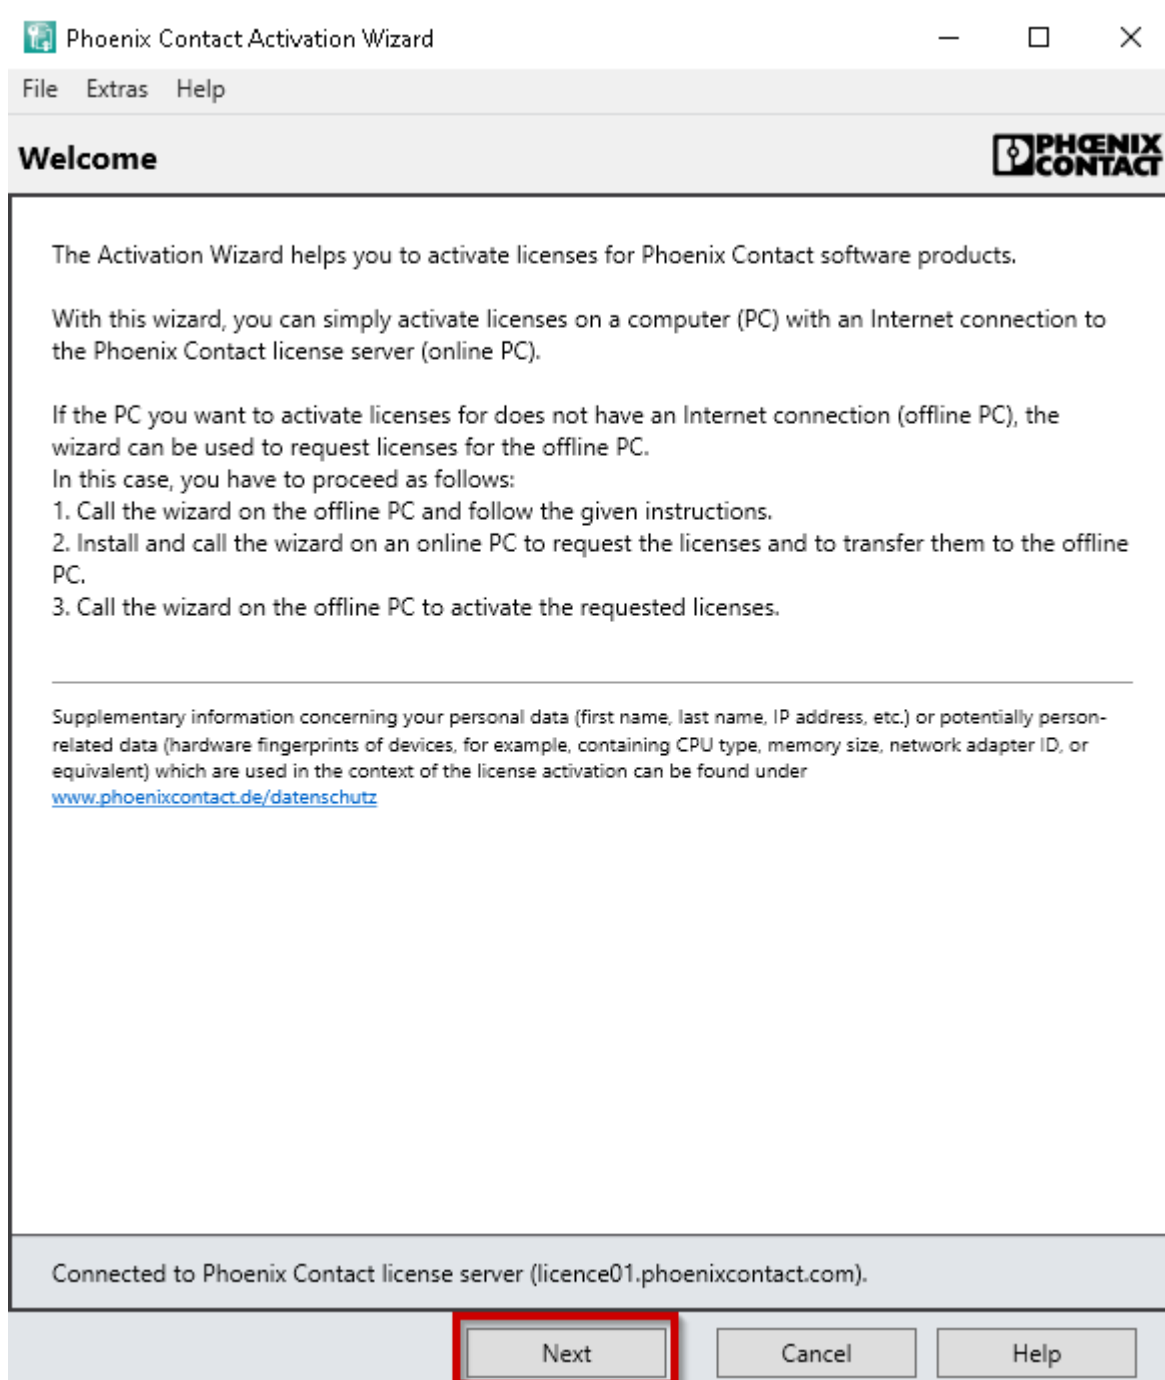 Phoenix Contact Activation Wizard
File Extras Help
Welcome
PHŒNIX
CONTACT
The Activation Wizard helps you to activate licenses for Phoenix Contact software products.
With this wizard, you can simply activate licenses on a computer (PC) with an Internet connection to
the Phoenix Contact license server (online PC).
If the PC you want to activate licenses for does not have an Internet connection (offline PC), the
wizard can be used to request licenses for the offline PC.
In this case, you have to proceed as follows:
1. Call the wizard on the offline PC and follow the given instructions.
2. Install and call the wizard on an online PC to request the licenses and to transfer them to the offline
PC.
3. Call the wizard on the offline PC to activate the requested licenses.
Supplementary information concerning your personal data (first name, last name, IP address, etc.) or potentially person-
related data (hardware fingerprints of devices, for example, containing CPU type, memory size, network adapter ID, or
equivalent) which are used in the context of the license activation can be found under
www.phoenixcontact.de/datenschutz
Connected to Phoenix Contact license server (licence01.phoenixcontact.com).
Next Cancel Help